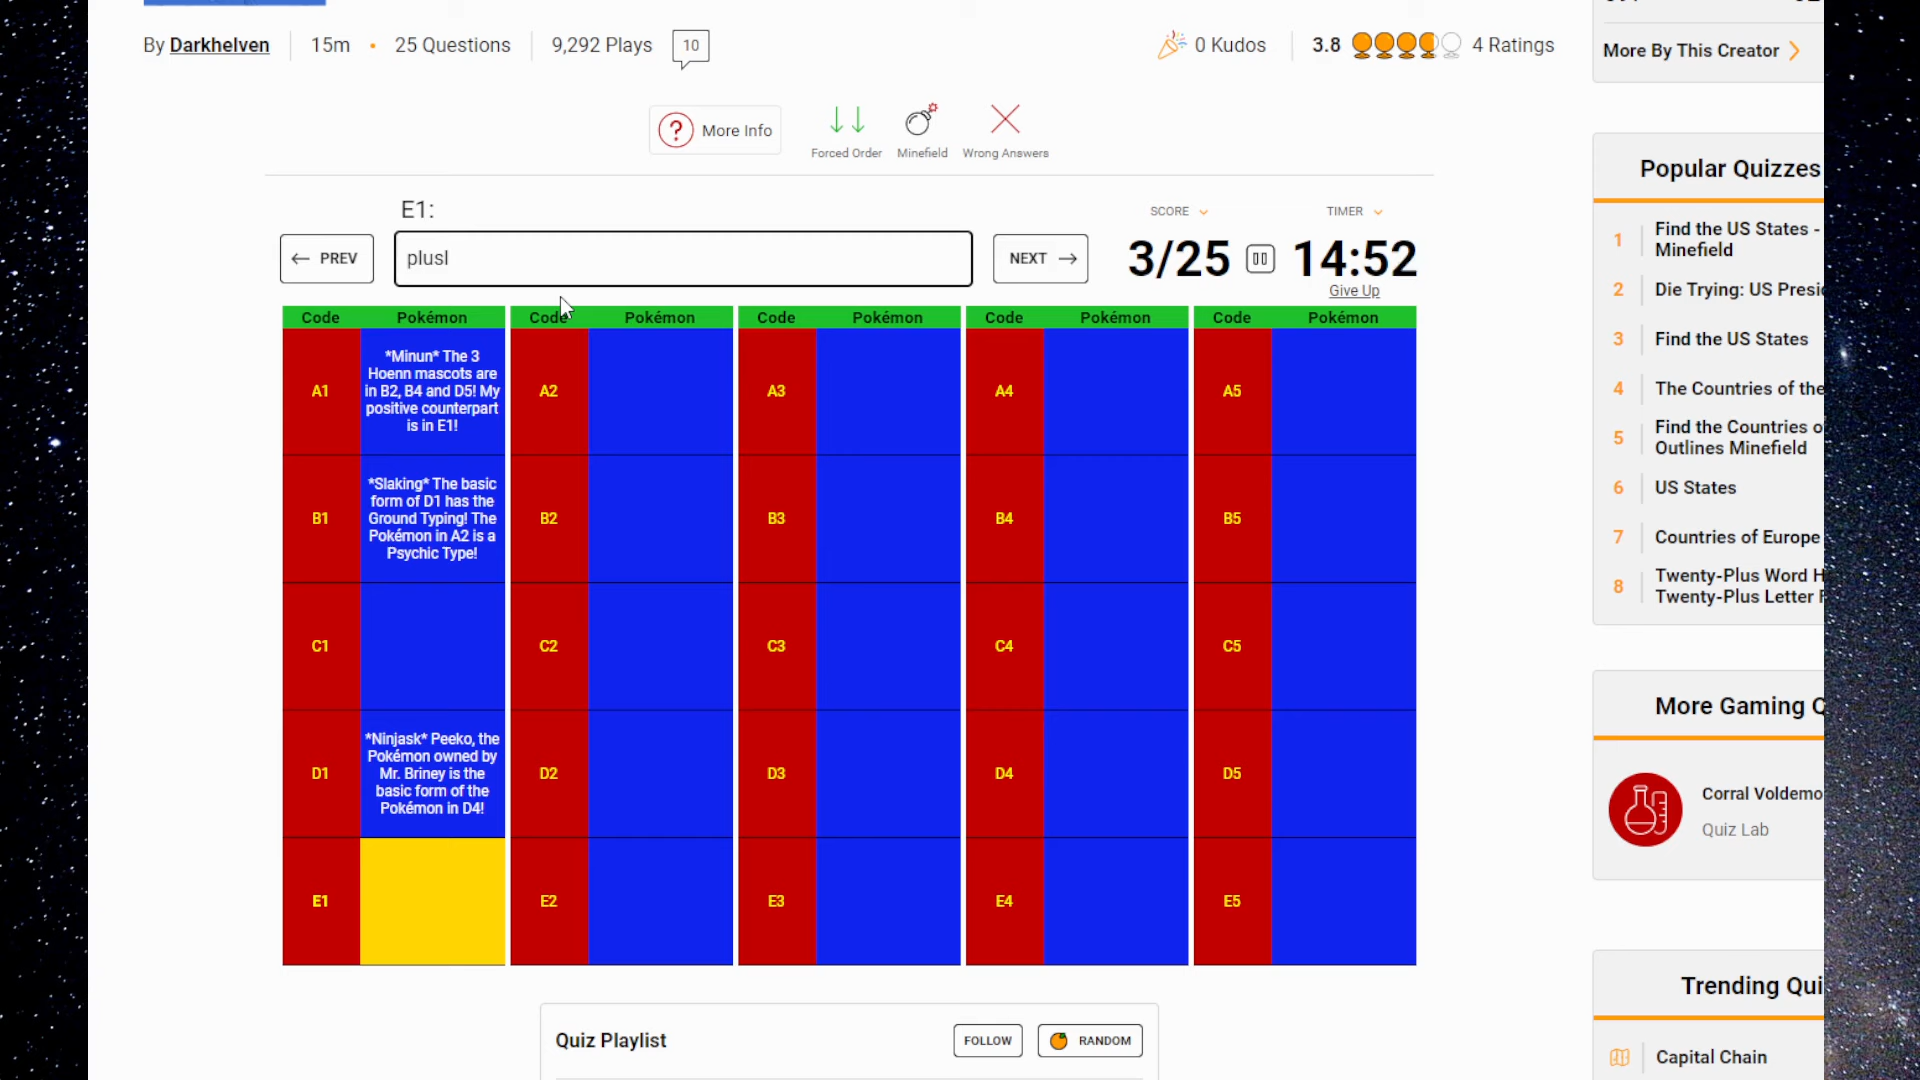 By Darkhelven
15m • 25 Questions
9,292 Plays
10
0 Kudos
3.8
4 Ratings
More By This Creator
? More Info
Forced Order
Minefield
Wrong Answers
E1:
← PREV
plusl
NEXT →
SCORE
3/25
TIMER
14:52
Give Up
Code Pokémon Code Pokémon Code Pokémon Code Pokémon Code Pokémon
A1
*Minun* The 3
Hoenn mascots are
in B2, B4 and D5! My
positive counterpart
is in E1!
A2
A3
A4
A5
B1
*Slaking* The basic
form of D1 has the
Ground Typing! The
Pokémon in A2 is a
Psychic Type!
B2
B3
B4
B5
C1
C2
C3
C4
C5
D1
*Ninjask* Peeko, the
Pokémon owned by
Mr. Briney is the
basic form of the
Pokémon in D4!
D2
D3
D4
D5
E1
E2
E3
E4
E5
Quiz Playlist
FOLLOW
RANDOM
Popular Quizzes
1 Find the US States -
Minefield
2 Die Trying: US Presi
3 Find the US States
4 The Countries of the
5 Find the Countries o
Outlines Minefield
6 US States
7 Countries of Europe
8 Twenty-Plus Word H
Twenty-Plus Letter
More Gaming
Corral Voldemo
Quiz Lab
Trending Qui
Capital Chain